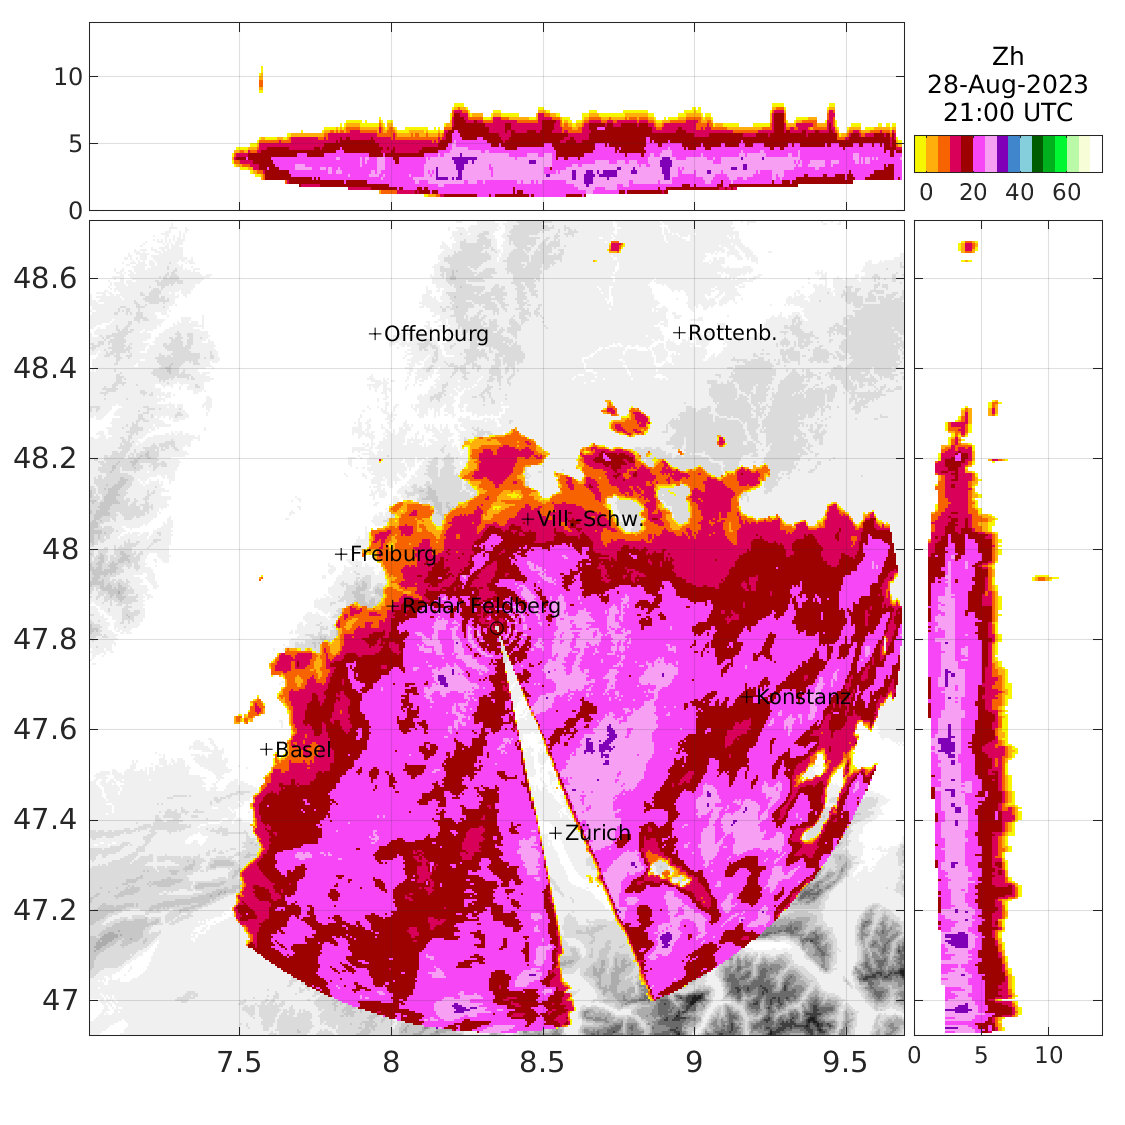 10
5
0
Zh
28-Aug-2023
21:00 UTC
0 20 40 60
48.6
48.4
48.2
48
47.8
47.6
47.4
47.2
47
+Offenburg
+Rottenb.
+Vill.-Schw.
+Freiburg
+Radar Feldberg
+Konstanz
+Basel
+Zürich
7.5 8 8.5 9 9.5
0 5 10